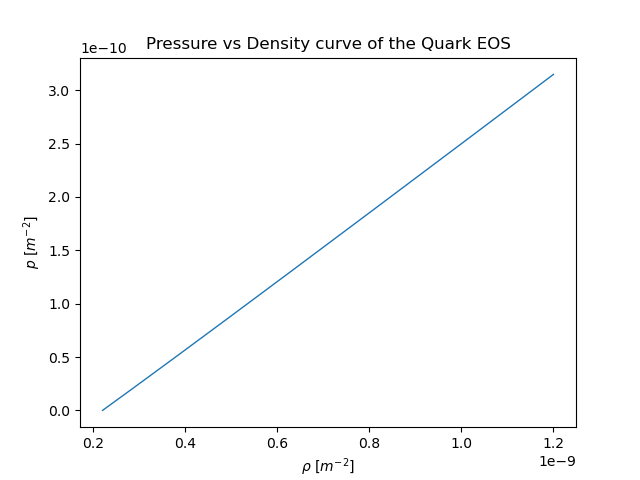 Pressure vs Density curve of the Quark EOS
1e−10
3.0
2.5
2.0
1.5
1.0
0.5
0.0
p [m⁻²]
0.2 0.4 0.6 0.8 1.0 1.2
1e−9
ρ [m⁻²]